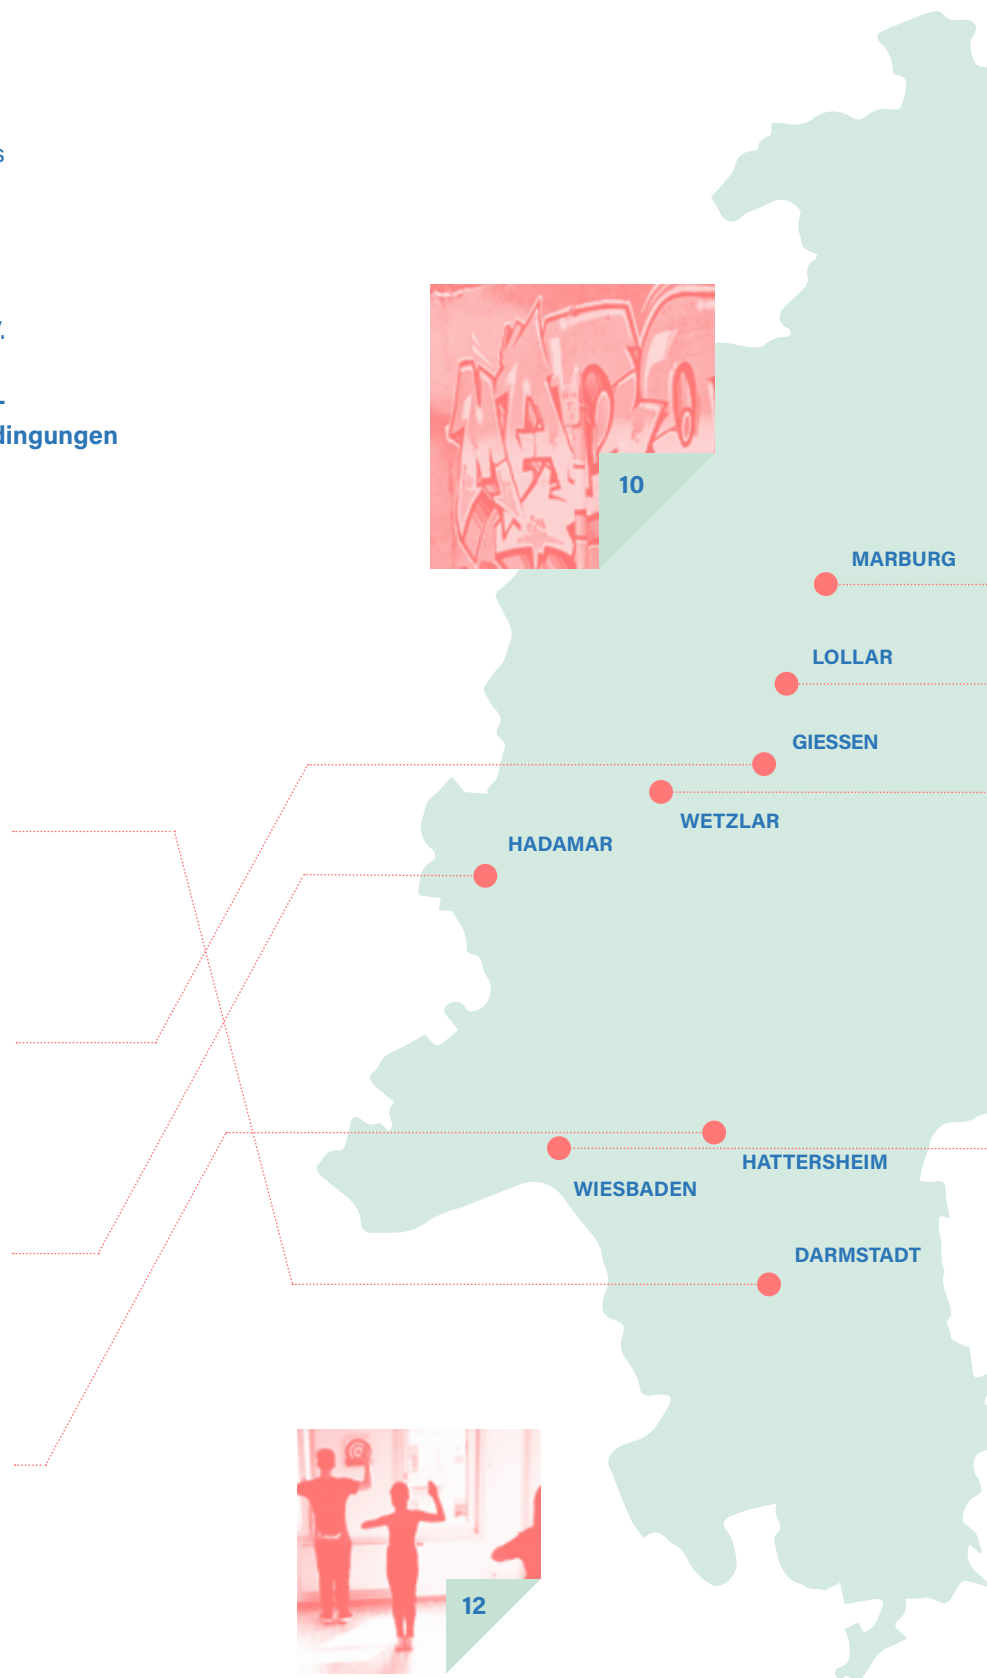 s
.
-
dingungen
10
MARBURG
LOLLAR
GIESSEN
WETZLAR
HADAMAR
HATTERSHEIM
WIESBADEN
DARMSTADT
12